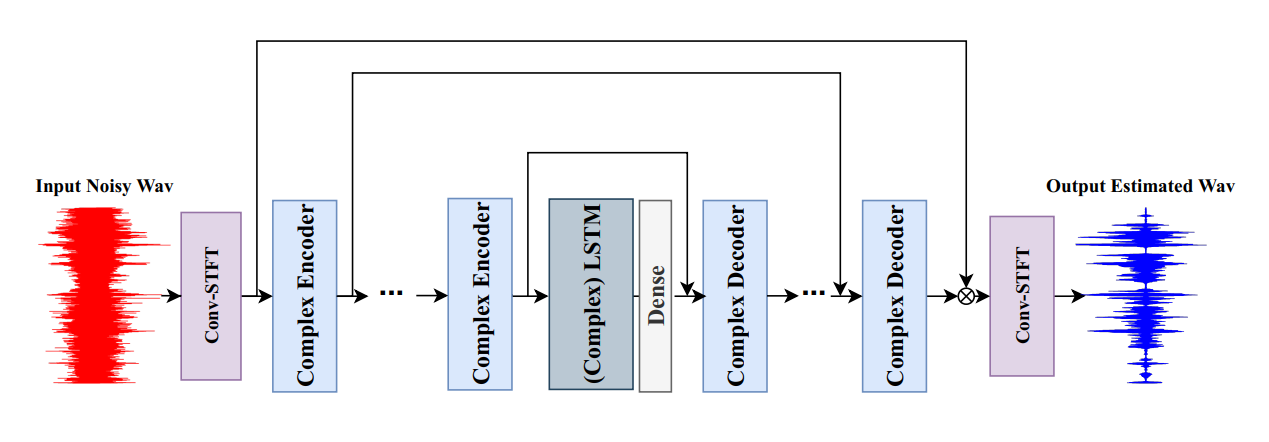 Input Noisy Wav
Output Estimated Wav
Conv-STFT
Complex Encoder
...
Complex Encoder
(Complex) LSTM
Dense
Complex Decoder
...
Complex Decoder
Conv-STFT